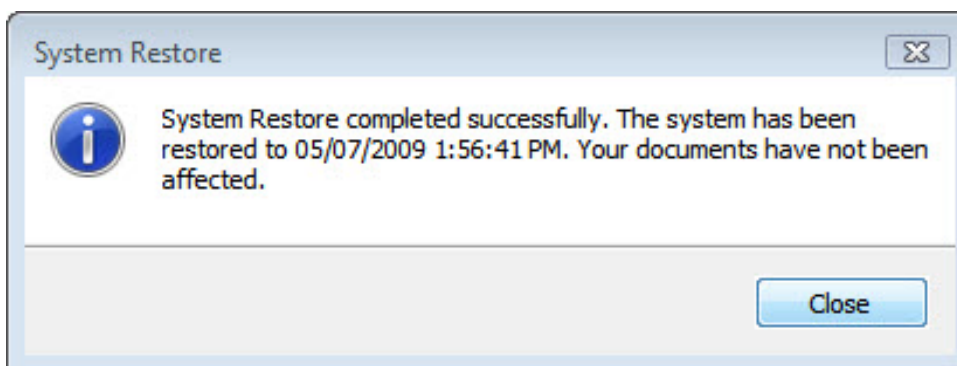 System Restore
System Restore completed successfully. The system has been
restored to 05/07/2009 1:56:41 PM. Your documents have not been
affected.
Close